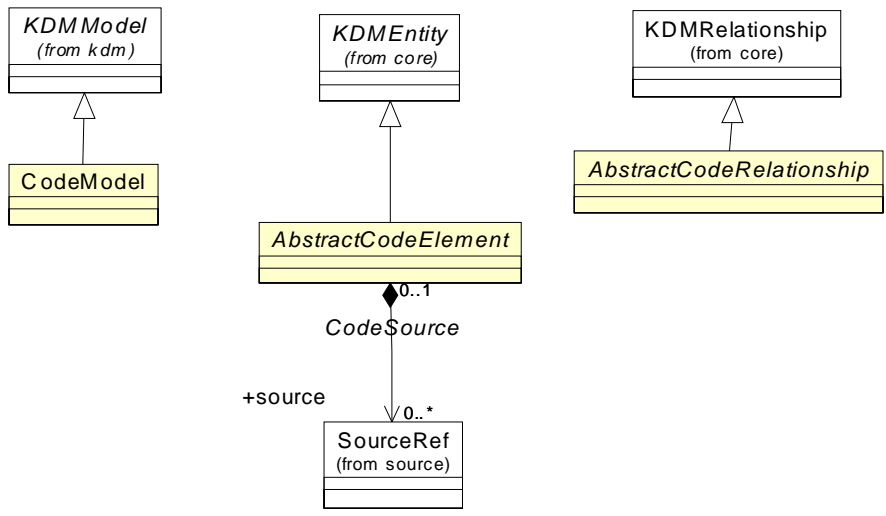 KDMModel
(from kdm)
KDMEntity
(from core)
KDMRelationship
(from core)
CodeModel
AbstractCodeRelationship
AbstractCodeElement
0..1
CodeSource
+source
0..*
SourceRef
(from source)